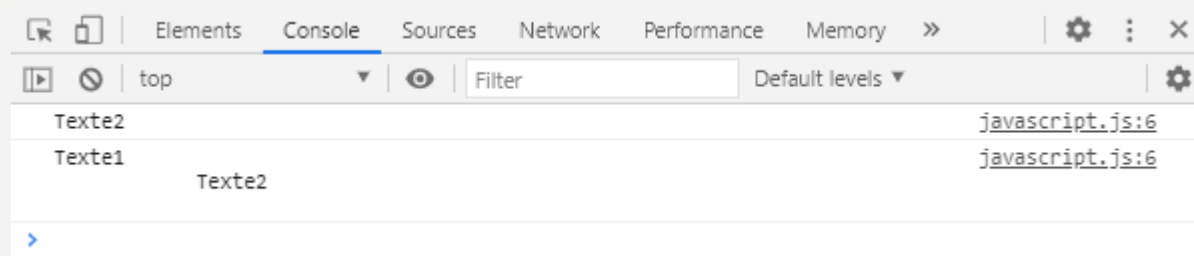 Elements Console Sources Network Performance Memory »
top Filter Default levels
Texte2 javascript.js:6
Texte1 javascript.js:6
Texte2
>